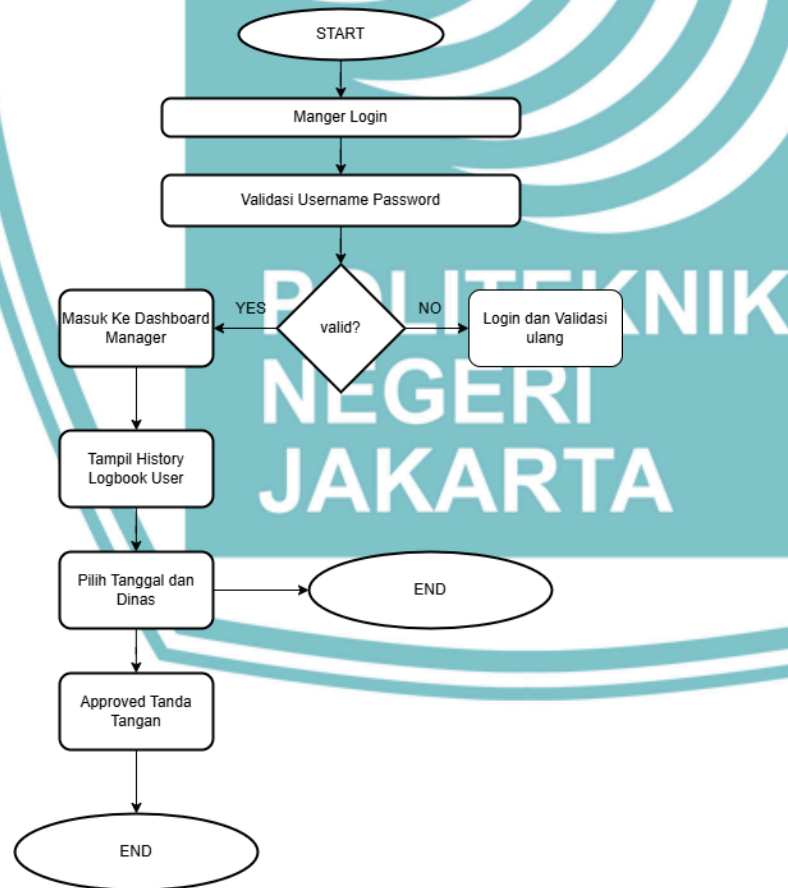 START
Manger Login
Validasi Username Password
YES
valid?
NO
Masuk Ke Dashboard
Manager
Login dan Validasi
ulang
Tampil History
Logbook User
Pilih Tanggal dan
Dinas
END
Approved Tanda
Tangan
END
POLITEKNIK
NEGERI
JAKARTA